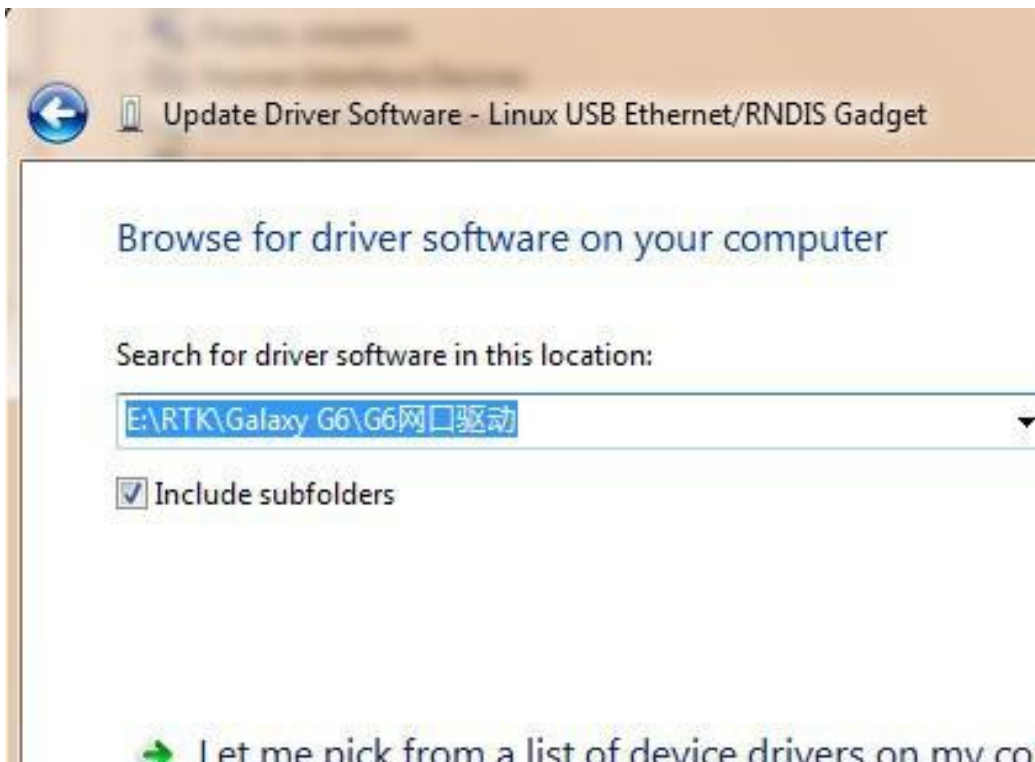 Update Driver Software - Linux USB Ethernet/RNDIS Gadget
Browse for driver software on your computer
Search for driver software in this location:
E:\RTK\Galaxy G6\G6网口驱动
Include subfolders
Let me pick from a list of device drivers on my